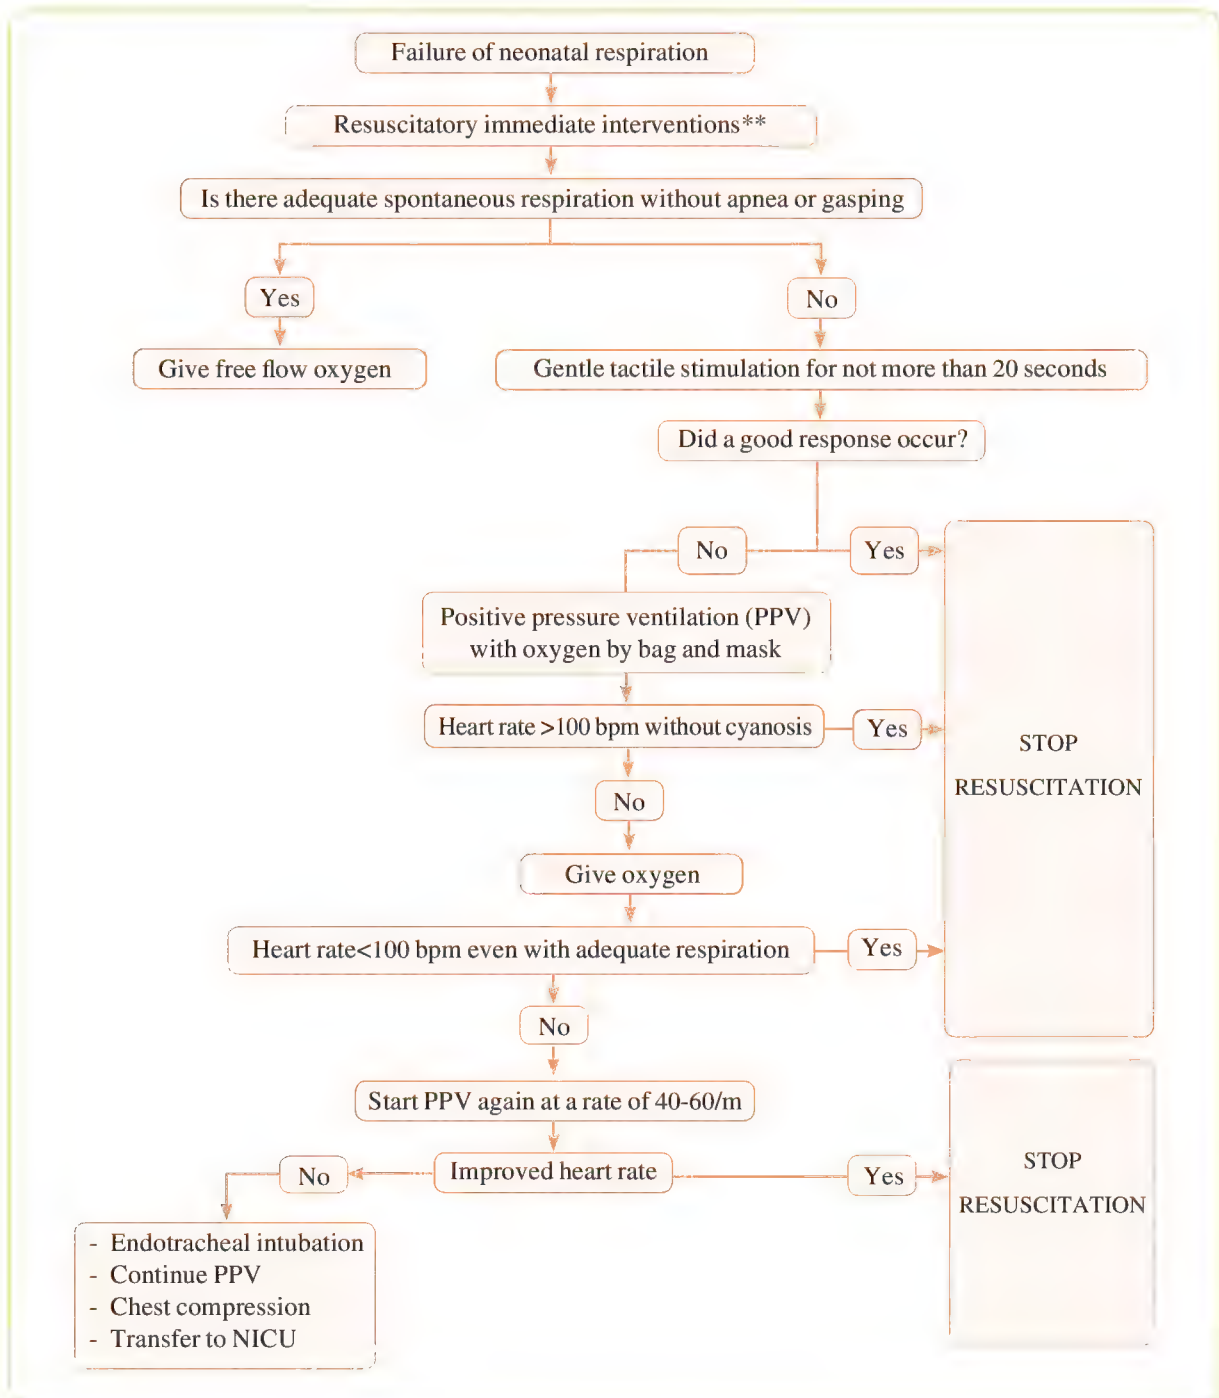 Failure of neonatal respiration
Resuscitatory immediate interventions**
Is there adequate spontaneous respiration without apnea or gasping
Yes
No
Give free flow oxygen
Gentle tactile stimulation for not more than 20 seconds
Did a good response occur?
No
Yes
Positive pressure ventilation (PPV)
with oxygen by bag and mask
Heart rate >100 bpm without cyanosis
Yes
STOP
RESUSCITATION
No
Give oxygen
Heart rate<100 bpm even with adequate respiration
Yes
No
Start PPV again at a rate of 40-60/m
Improved heart rate
No
Yes
STOP
RESUSCITATION
- Endotracheal intubation
- Continue PPV
- Chest compression
- Transfer to NICU